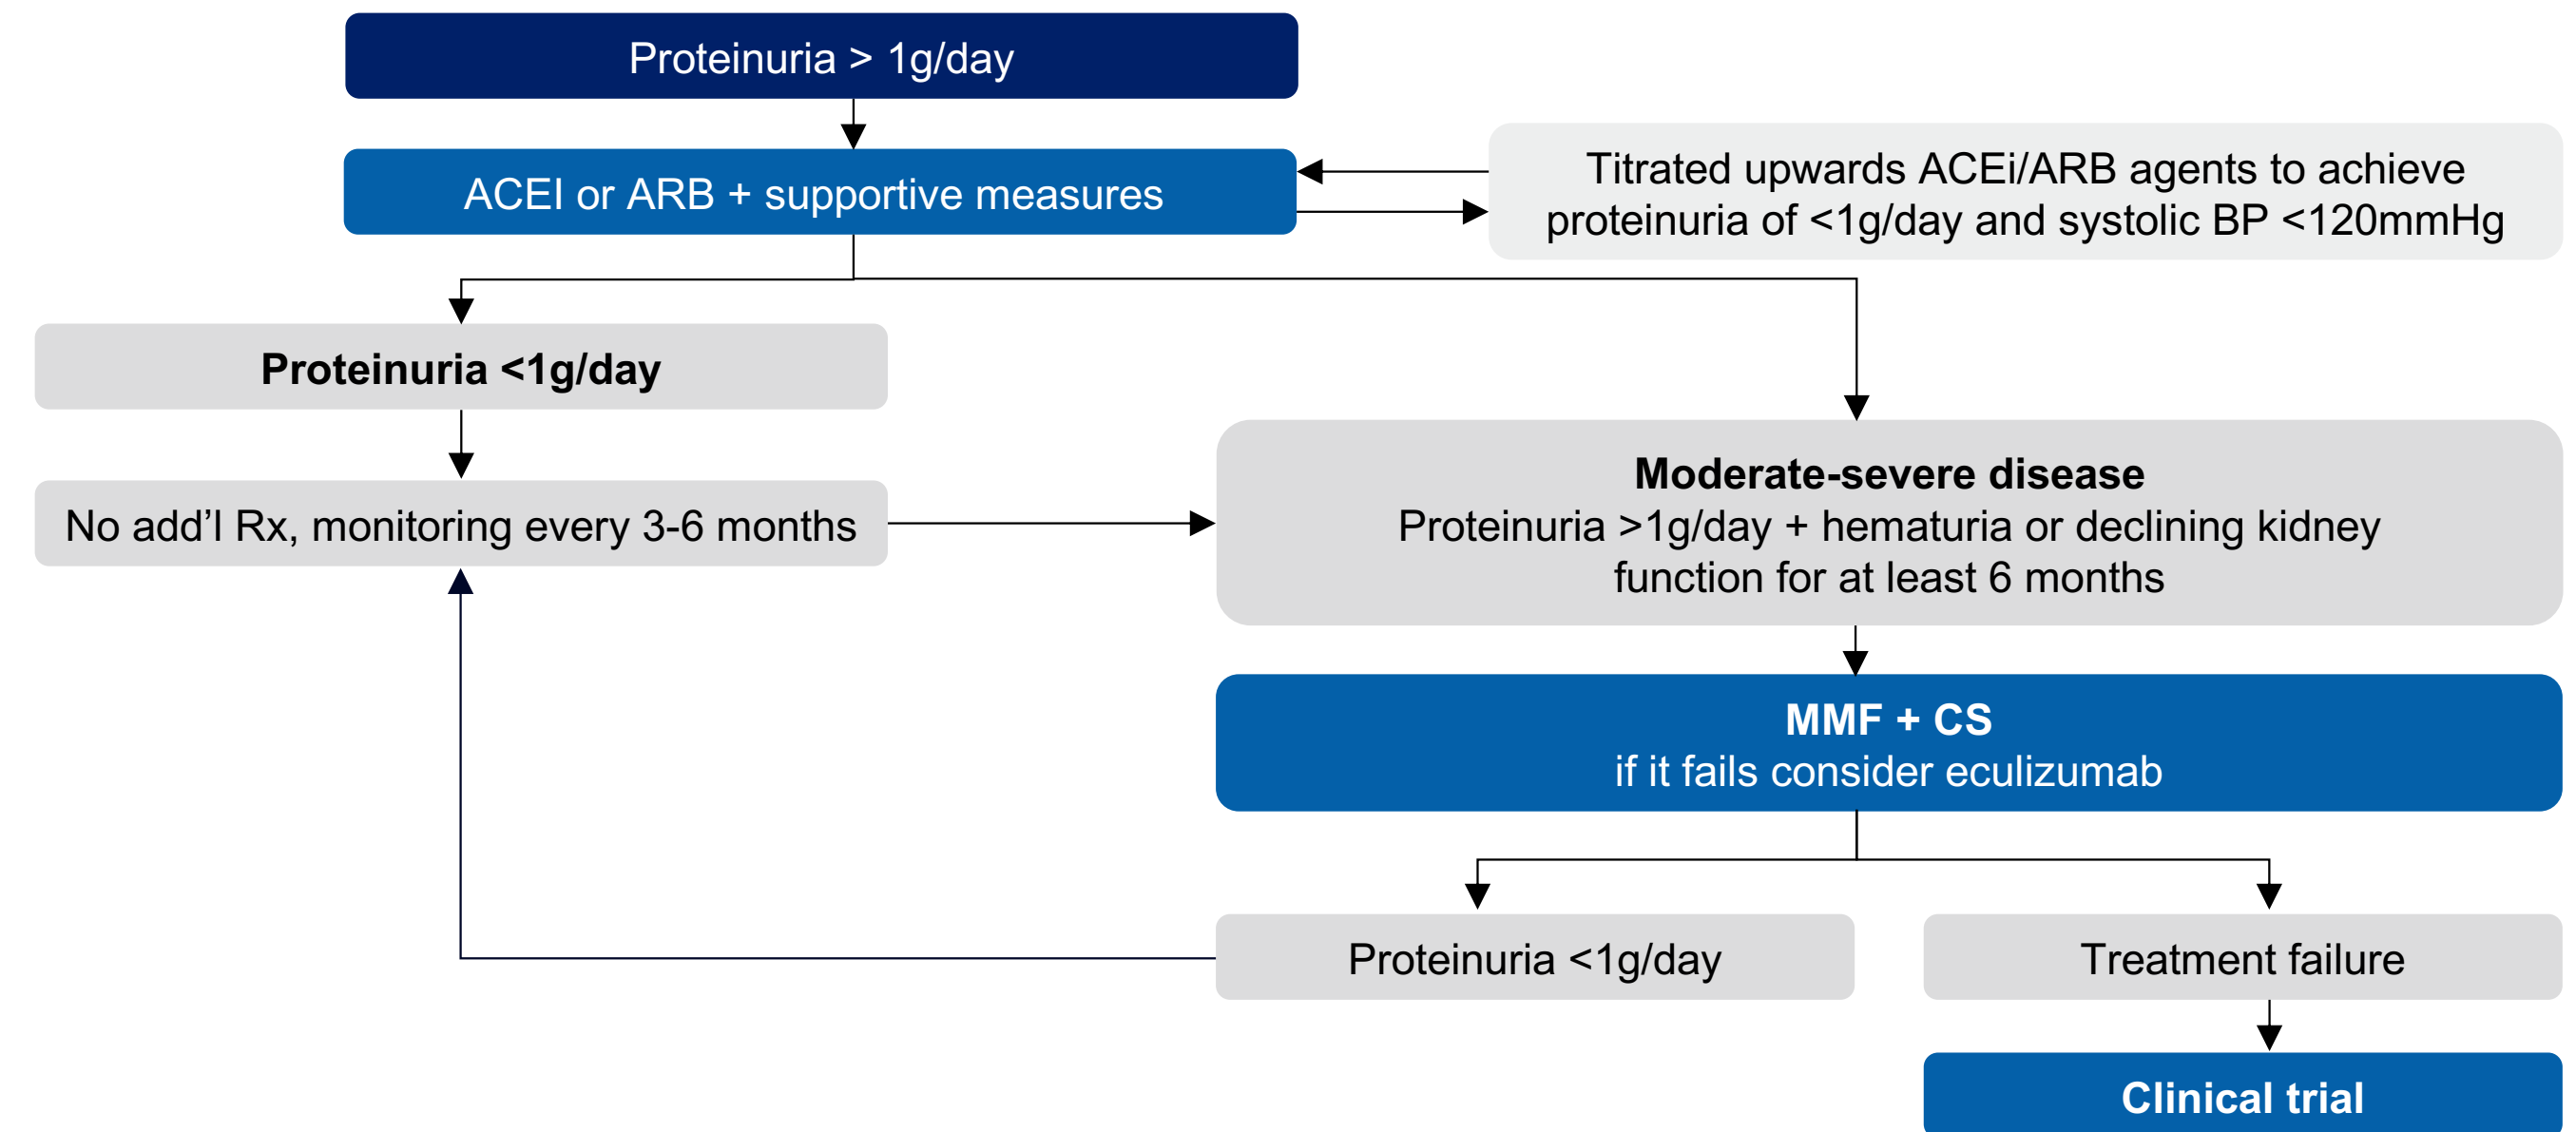 Proteinuria > 1g/day
ACEI or ARB + supportive measures
Titrated upwards ACEi/ARB agents to achieve
proteinuria of <1g/day and systolic BP <120mmHg
Proteinuria <1g/day
No add’l Rx, monitoring every 3-6 months
Moderate-severe disease
Proteinuria >1g/day + hematuria or declining kidney
function for at least 6 months
MMF + CS
if it fails consider eculizumab
Proteinuria <1g/day
Treatment failure
Clinical trial